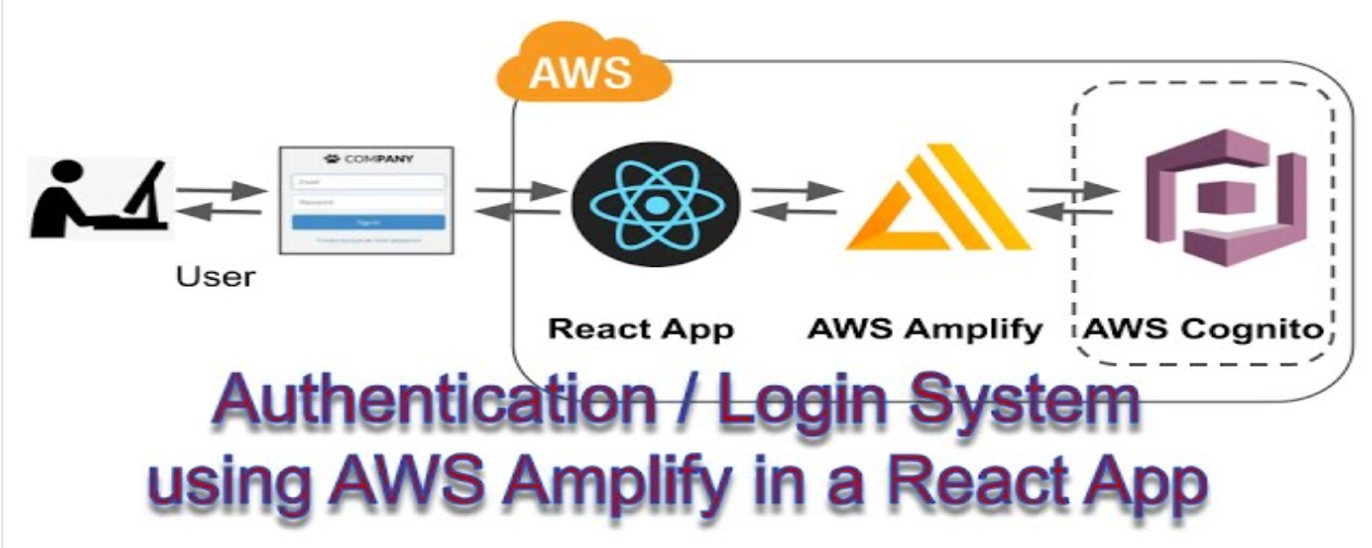 AWS
COMPANY
Email
Password
Sign in
User
React App
AWS Amplify
AWS Cognito
Authentication / Login System
using AWS Amplify in a React App